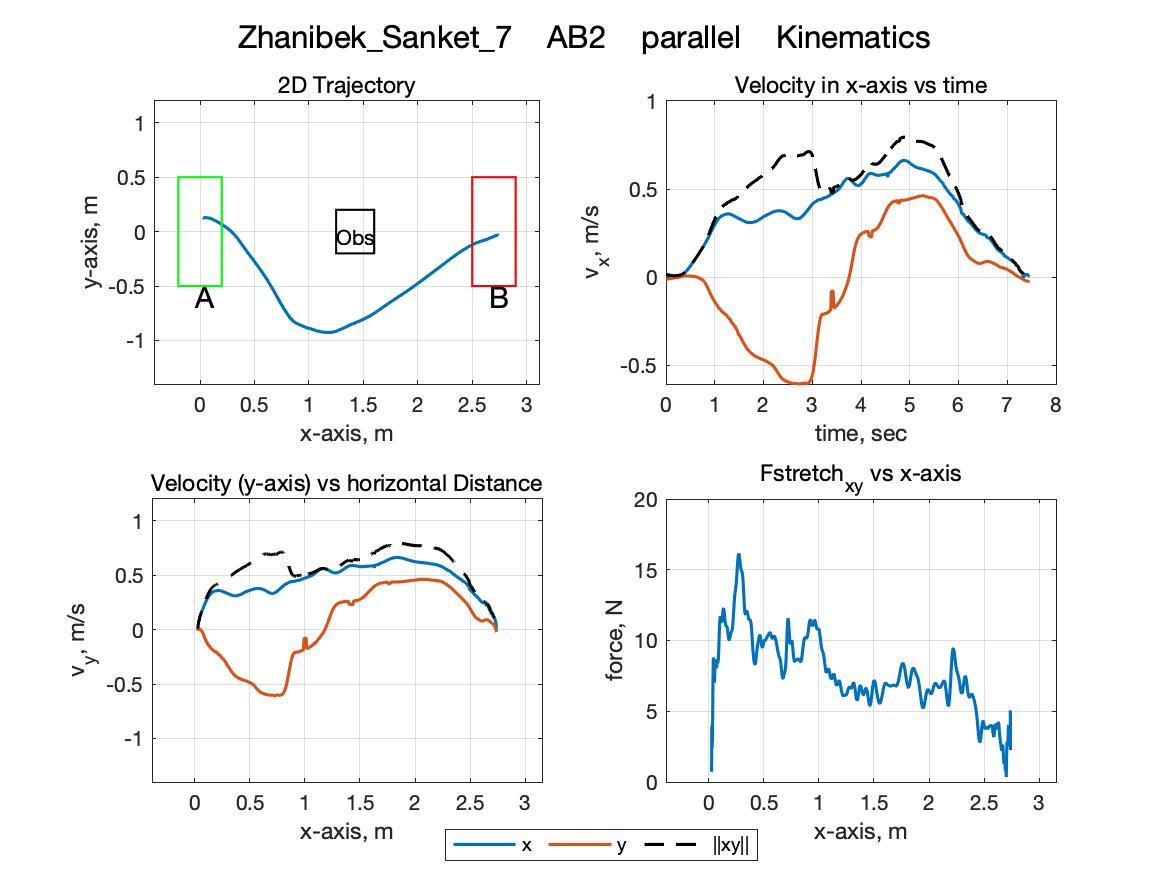 Zhanibek_Sanket_7 AB2 parallel Kinematics
2D Trajectory
1
0.5
0
-0.5
-1
y-axis, m
Obs
A
B
0 0.5 1 1.5 2 2.5 3
x-axis, m
Velocity in x-axis vs time
1
0.5
0
-0.5
vx, m/s
0 1 2 3 4 5 6 7 8
time, sec
Velocity (y-axis) vs horizontal Distance
1
0.5
0
-0.5
-1
vy, m/s
0 0.5 1 1.5 2 2.5 3
x-axis, m
Fstretchxy vs x-axis
20
15
10
5
0
force, N
0 0.5 1 1.5 2 2.5 3
x-axis, m
x y ||xy||